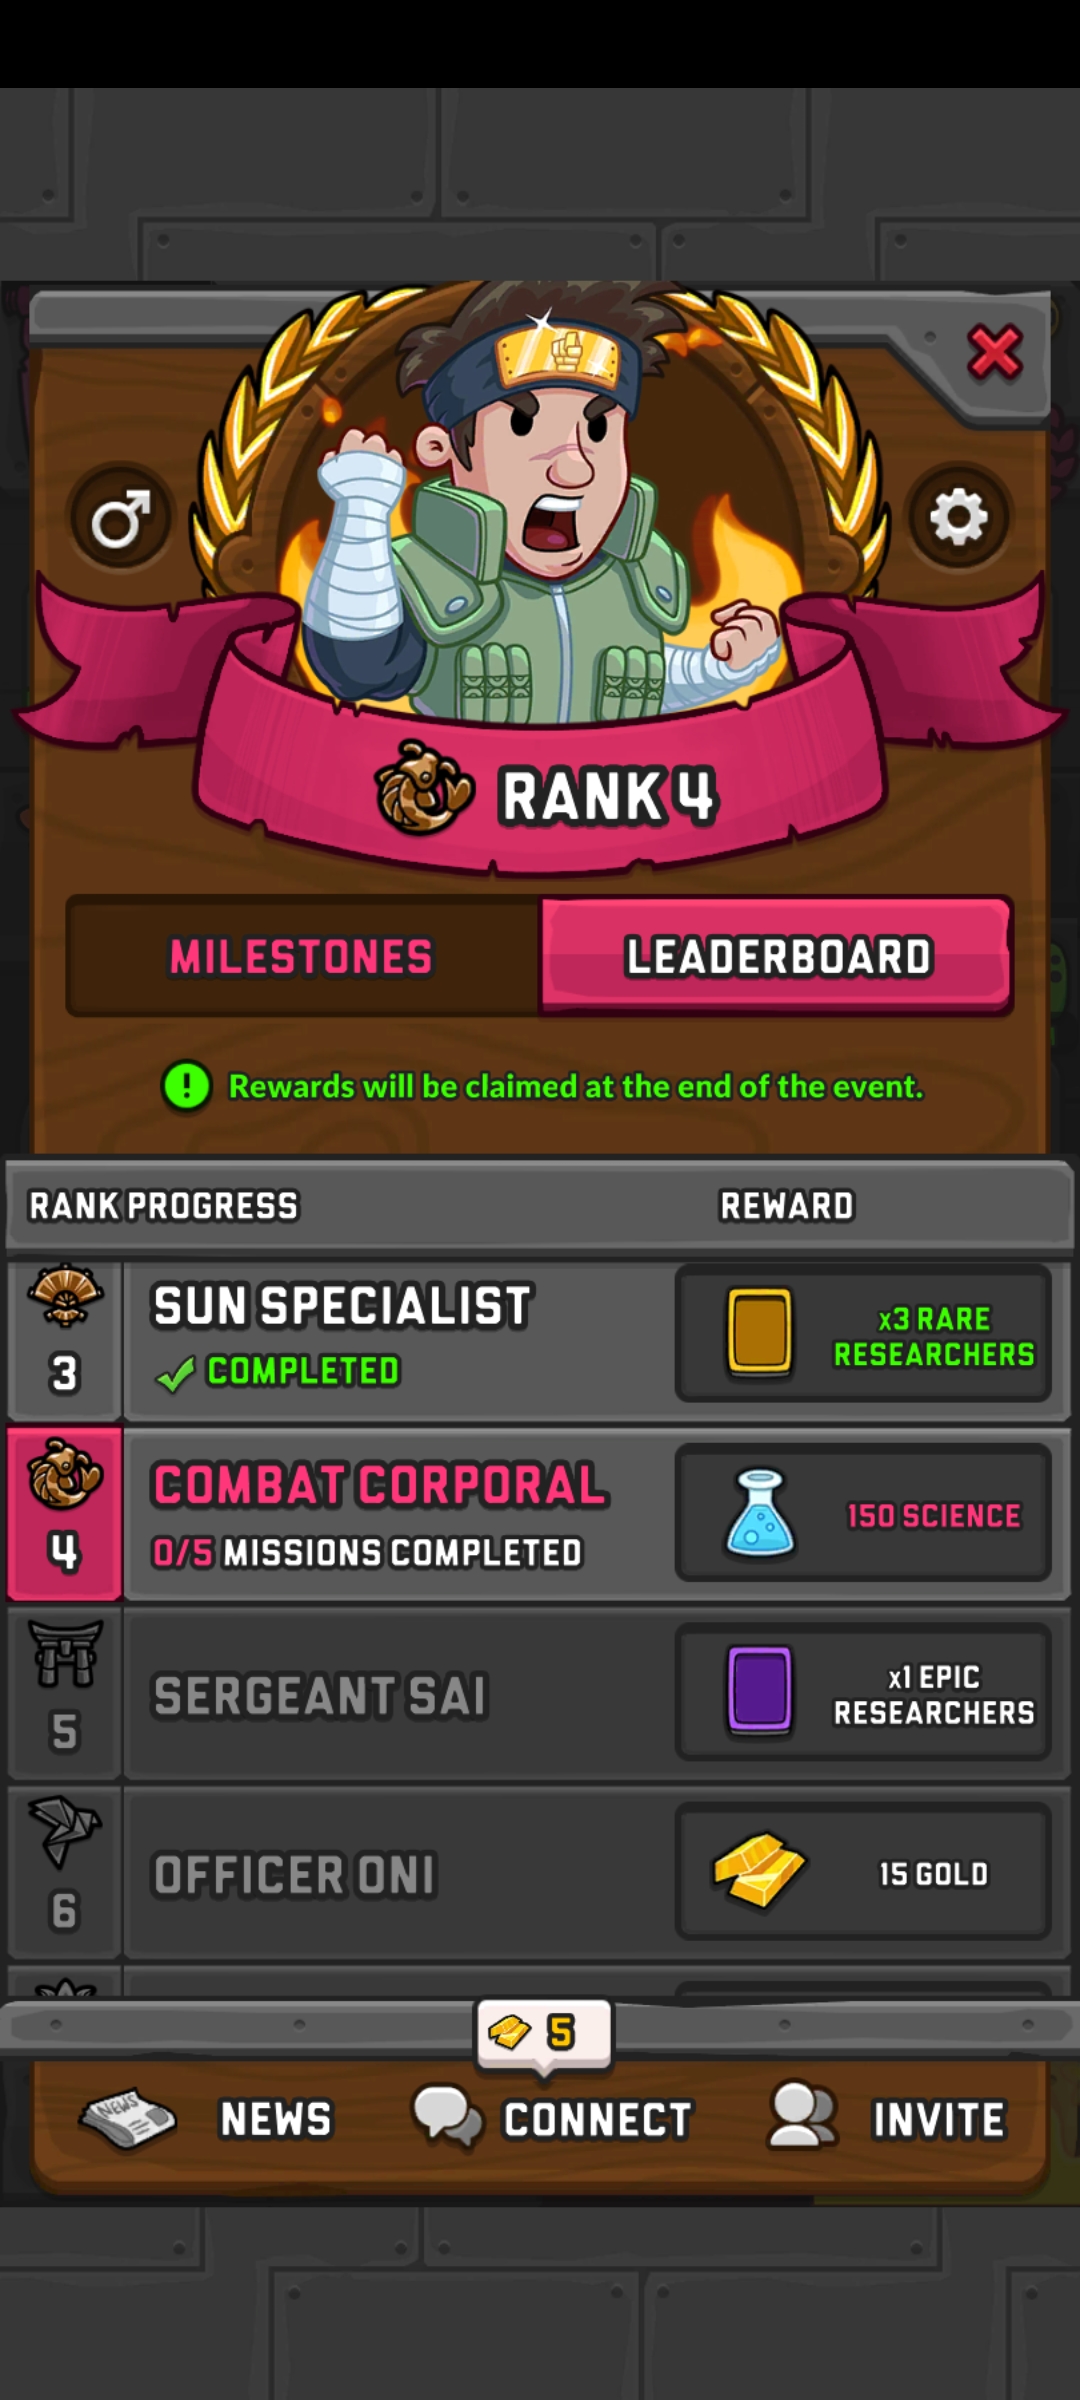 RANK 4
MILESTONES
LEADERBOARD
! Rewards will be claimed at the end of the event.
RANK PROGRESS
REWARD
3
SUN SPECIALIST
COMPLETED
x3 RARE
RESEARCHERS
4
COMBAT CORPORAL
0/5 MISSIONS COMPLETED
150 SCIENCE
5
SERGEANT SAI
x1 EPIC
RESEARCHERS
6
OFFICER ONI
15 GOLD
5
NEWS
NEWS
CONNECT
INVITE